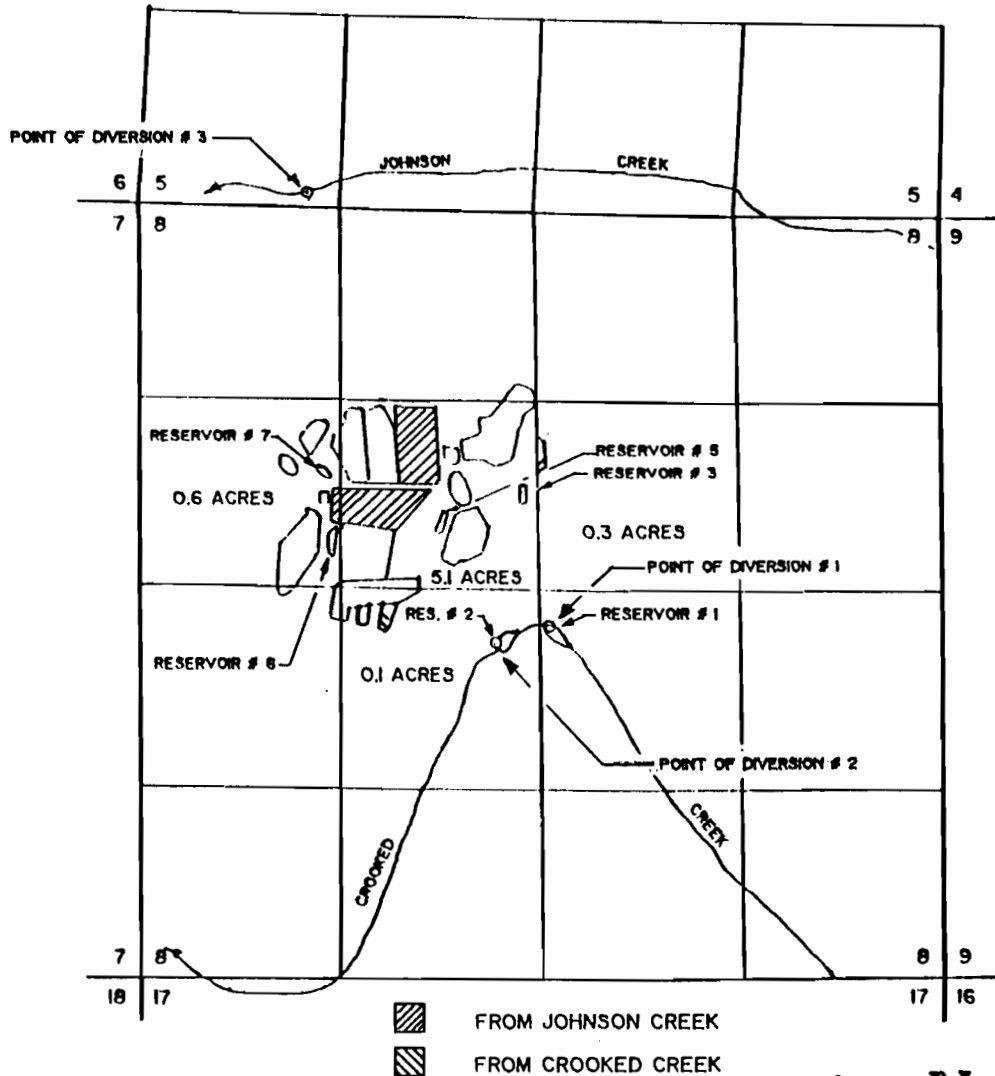 POINT OF DIVERSION # 3
JOHNSON CREEK
6 5
5 4
7 8
8 9
RESERVOIR # 7
RESERVOIR # 5
RESERVOIR # 3
0.6 ACRES
0.3 ACRES
POINT OF DIVERSION # 1
5.1 ACRES
RES. # 2
RESERVOIR # 1
RESERVOIR # 6
0.1 ACRES
POINT OF DIVERSION # 2
CROOKED CREEK
7 8
8 9
18 17
17 16
FROM JOHNSON CREEK
FROM CROOKED CREEK